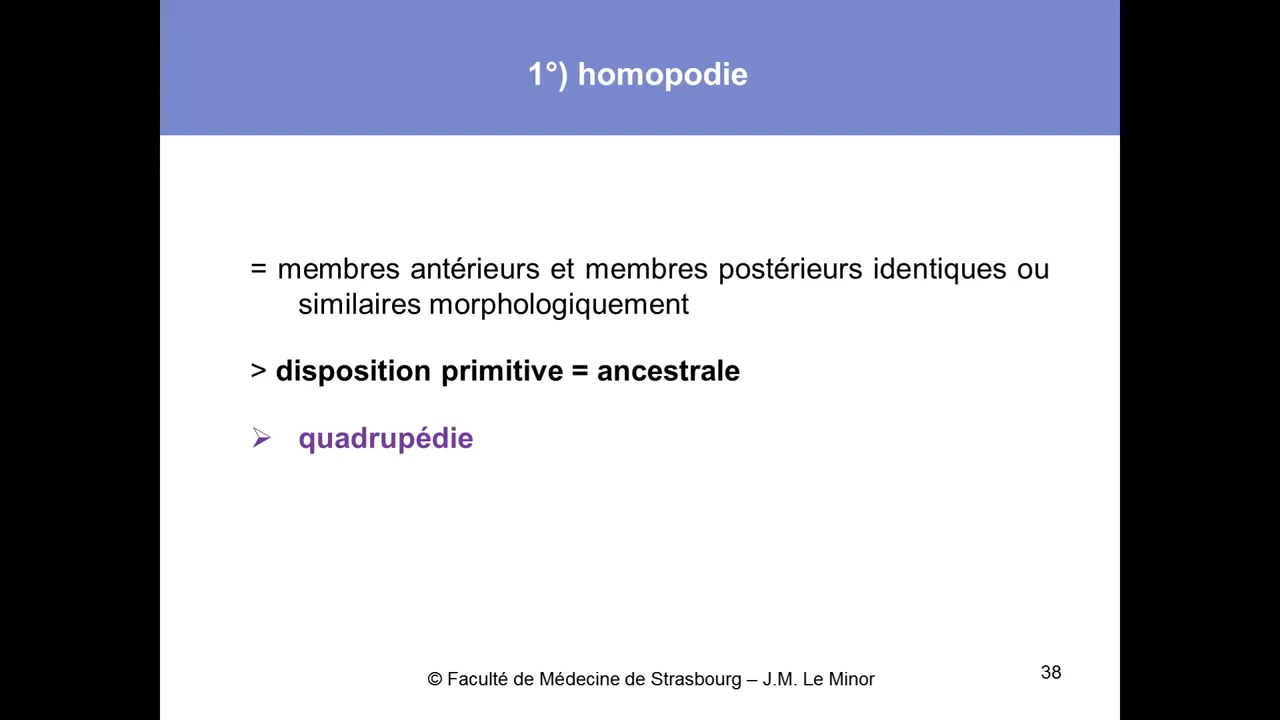 1°) homopodie
= membres antérieurs et membres postérieurs identiques ou
similaires morphologiquement
> disposition primitive = ancestrale
➢ quadrupédie
© Faculté de Médecine de Strasbourg – J.M. Le Minor
38